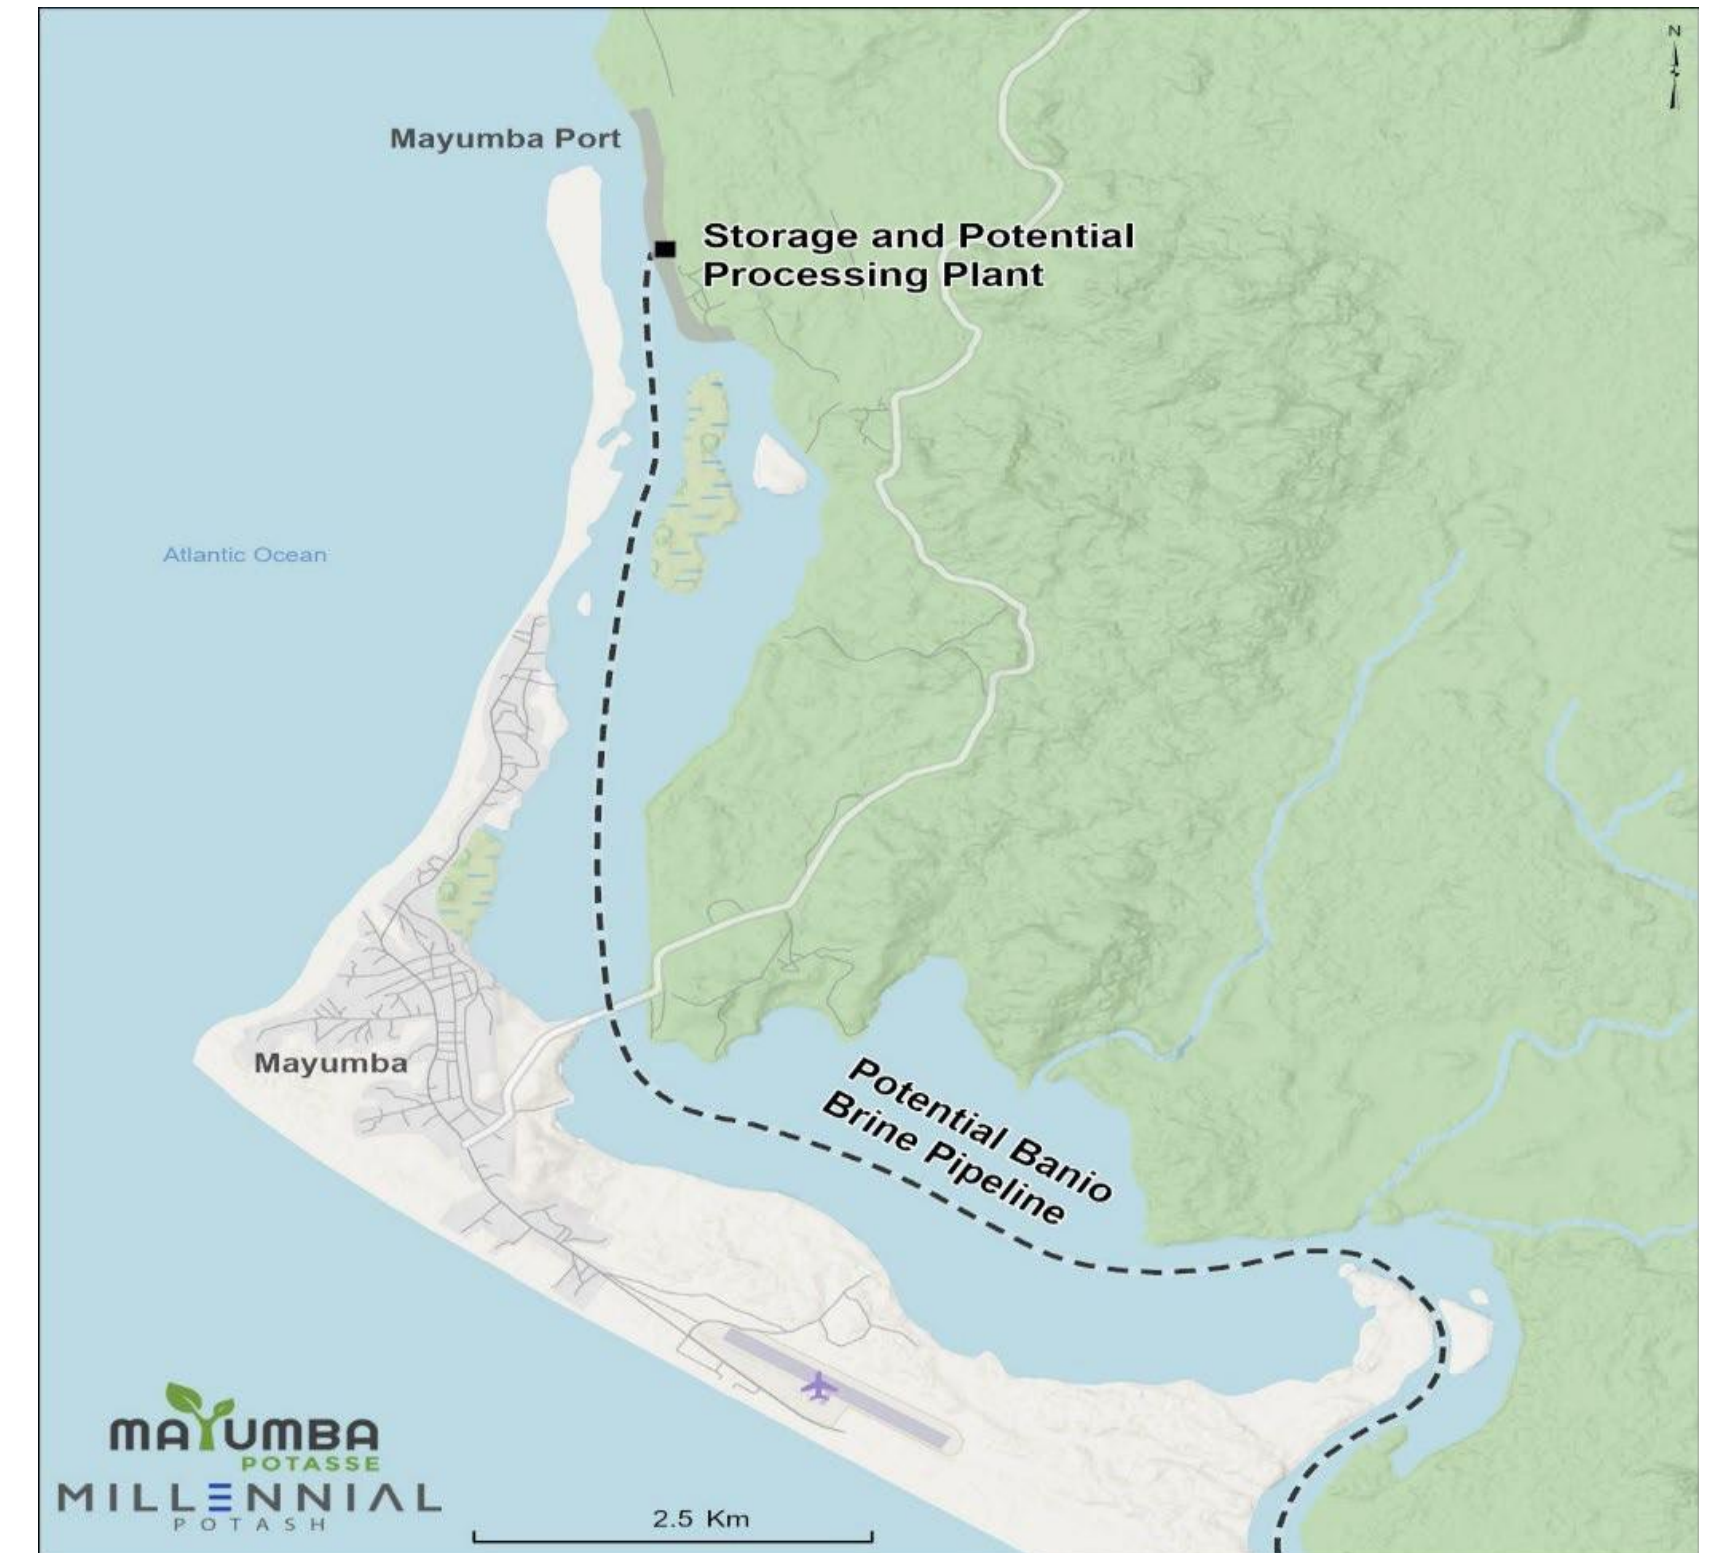 N
Mayumba Port
Storage and Potential
Processing Plant
Atlantic Ocean
Mayumba
Potential Banio
Brine Pipeline
MAYUMBA
POTASSE
MILLENNIAL
POTASH
2.5 Km